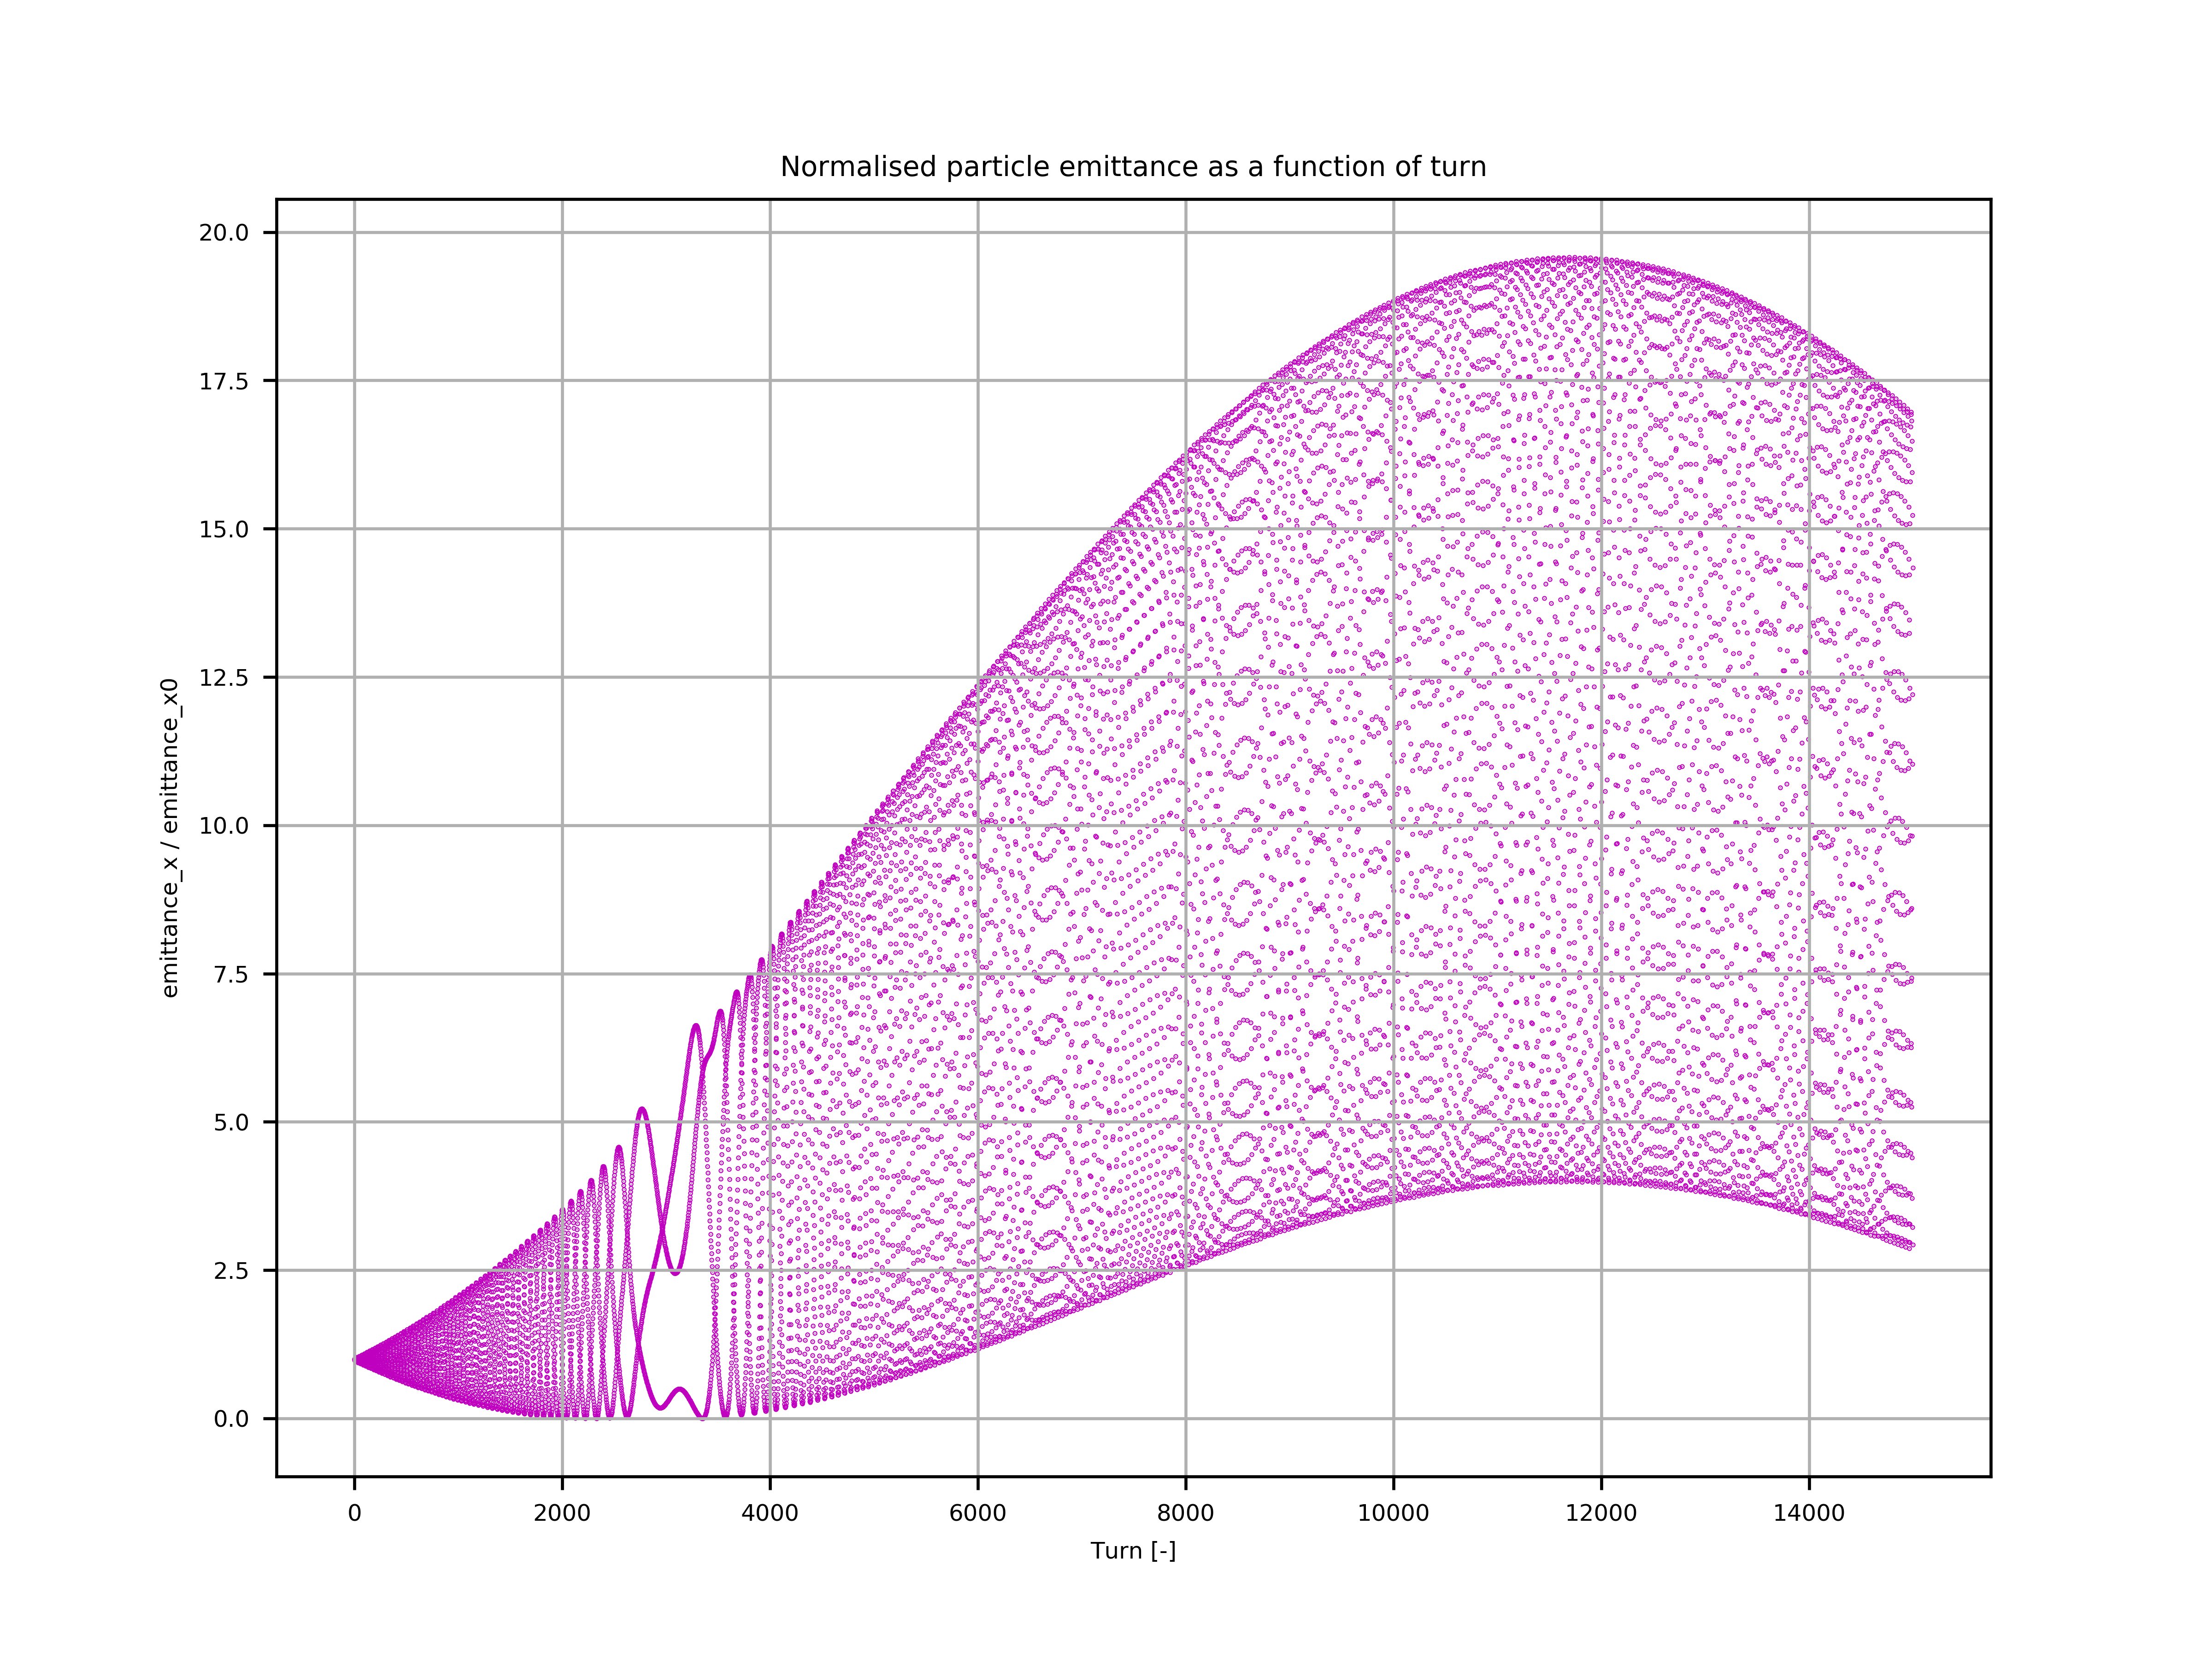 Normalised particle emittance as a function of turn
20.0
17.5
15.0
12.5
10.0
7.5
5.0
2.5
0.0
emittance_x / emittance_x0
0 2000 4000 6000 8000 10000 12000 14000
Turn [-]